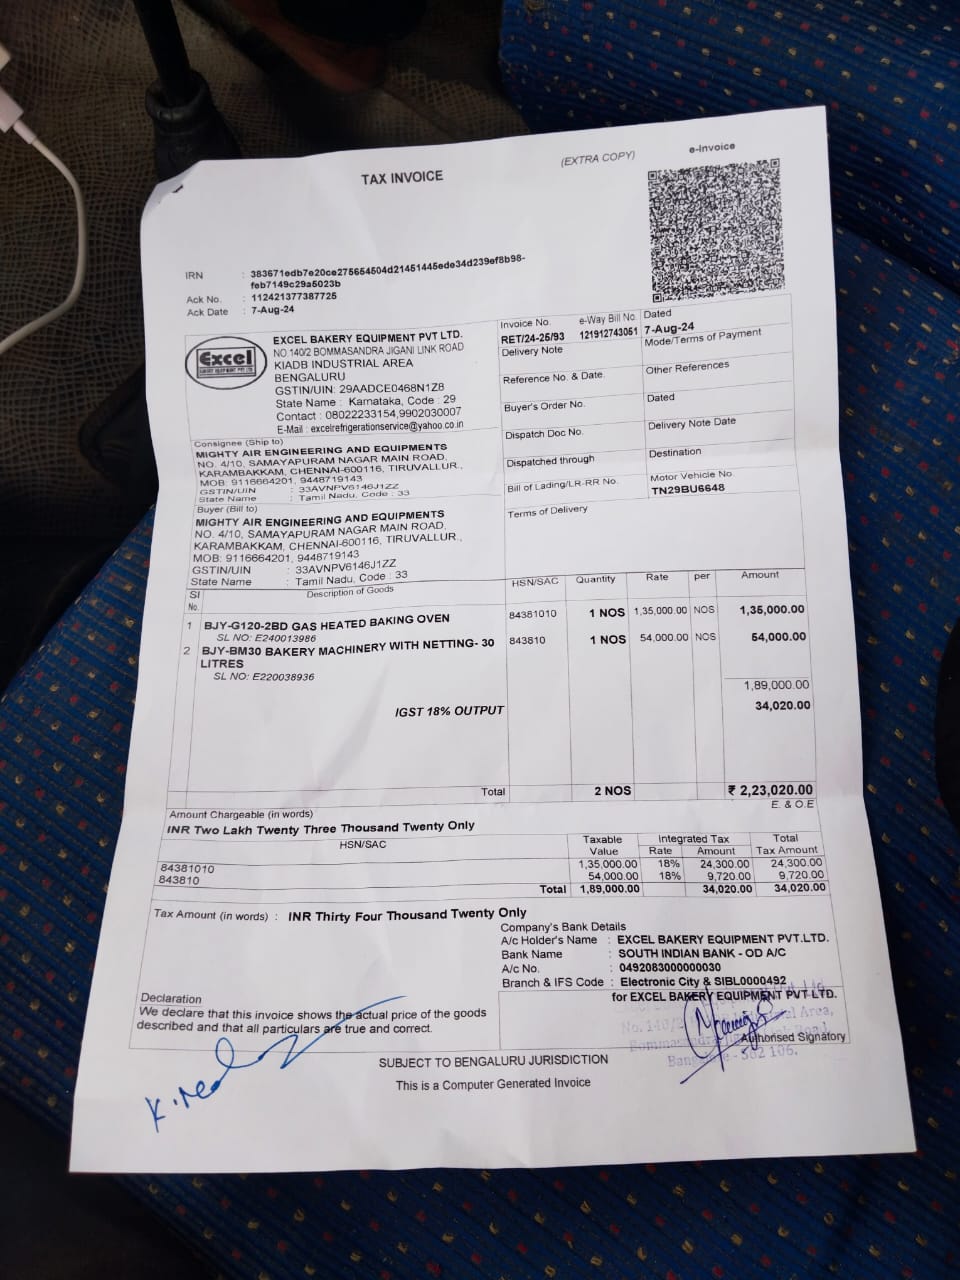 (EXTRA COPY)
e-Invoice
TAX INVOICE
IRN : 383671edb7e20ce275654504d21451445ede34d239ef8b98-
feb7149c29a5023b
Ack No. : 112421377387725
Ack Date : 7-Aug-24
Excel
EXCEL BAKERY EQUIPMENT PVT LTD.
NO.140/2 BOMMASANDRA JIGANI LINK ROAD
KIADB INDUSTRIAL AREA
BENGALURU
GSTIN/UIN: 29AADCE0468N1Z8
State Name : Karnataka, Code : 29
Contact : 08022233154,9902030007
E-Mail : excelrefrigerationservice@yahoo.co.in
Invoice No. e-Way Bill No. Dated
RET/24-25/93 121912743051 7-Aug-24
Delivery Note Mode/Terms of Payment
Reference No. & Date. Other References
Buyer's Order No. Dated
Dispatch Doc No. Delivery Note Date
Dispatched through Destination
Bill of Lading/LR-RR No. Motor Vehicle No.
TN29BU6648
Terms of Delivery
Consignee (Ship to)
MIGHTY AIR ENGINEERING AND EQUIPMENTS
NO. 4/10, SAMAYAPURAM NAGAR MAIN ROAD,
KARAMBAKKAM, CHENNAI-600116, TIRUVALLUR.,
MOB: 9116664201, 9448719143
GSTIN/UIN : 33AVNPV6146J1ZZ
State Name : Tamil Nadu, Code : 33
Buyer (Bill to)
MIGHTY AIR ENGINEERING AND EQUIPMENTS
NO. 4/10, SAMAYAPURAM NAGAR MAIN ROAD,
KARAMBAKKAM, CHENNAI-600116, TIRUVALLUR.,
MOB: 9116664201, 9448719143
GSTIN/UIN : 33AVNPV6146J1ZZ
State Name : Tamil Nadu, Code : 33
Sl No. Description of Goods HSN/SAC Quantity Rate per Amount
1 BJY-G120-2BD GAS HEATED BAKING OVEN 84381010 1 NOS 1,35,000.00 NOS 1,35,000.00
SL NO: E240013986
2 BJY-BM30 BAKERY MACHINERY WITH NETTING- 30 843810 1 NOS 54,000.00 NOS 54,000.00
LITRES
SL NO: E220038936
1,89,000.00
IGST 18% OUTPUT 34,020.00
Total 2 NOS ₹ 2,23,020.00
Amount Chargeable (in words) E. & O.E
INR Two Lakh Twenty Three Thousand Twenty Only
HSN/SAC Taxable Value Integrated Tax Rate Amount Total Tax Amount
84381010 1,35,000.00 18% 24,300.00 24,300.00
843810 54,000.00 18% 9,720.00 9,720.00
Total 1,89,000.00 34,020.00 34,020.00
Tax Amount (in words) : INR Thirty Four Thousand Twenty Only
Company's Bank Details
A/c Holder's Name : EXCEL BAKERY EQUIPMENT PVT.LTD.
Bank Name : SOUTH INDIAN BANK - OD A/C
A/c No. : 0492083000000030
Branch & IFS Code : Electronic City & SIBL0000492
for EXCEL BAKERY EQUIPMENT PVT LTD.
Declaration
We declare that this invoice shows the actual price of the goods
described and that all particulars are true and correct.
Authorised Signatory
SUBJECT TO BENGALURU JURISDICTION
This is a Computer Generated Invoice